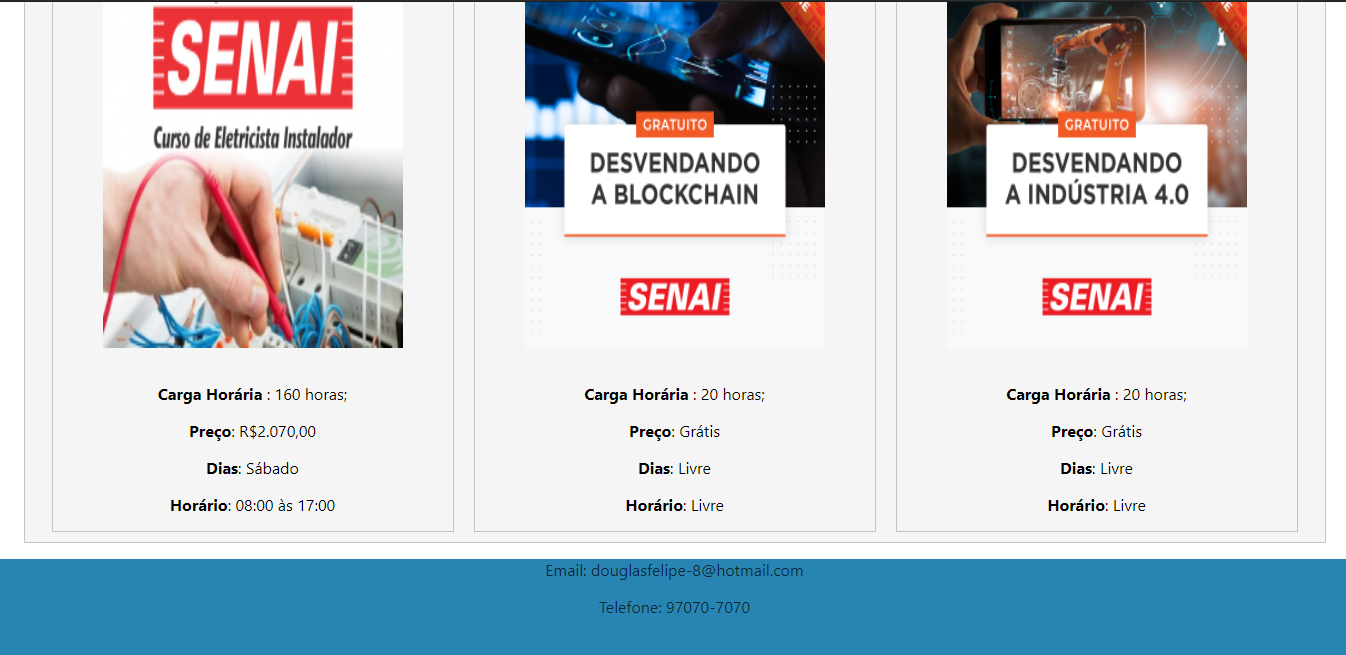 SENAI
Curso de Eletricista Instalador
Carga Horária : 160 horas;
Preço: R$2.070,00
Dias: Sábado
Horário: 08:00 às 17:00
GRATUITO
DESVENDANDO
A BLOCKCHAIN
SENAI
Carga Horária : 20 horas;
Preço: Grátis
Dias: Livre
Horário: Livre
GRATUITO
DESVENDANDO
A INDÚSTRIA 4.0
SENAI
Carga Horária : 20 horas;
Preço: Grátis
Dias: Livre
Horário: Livre
Email: douglasfelipe-8@hotmail.com
Telefone: 97070-7070